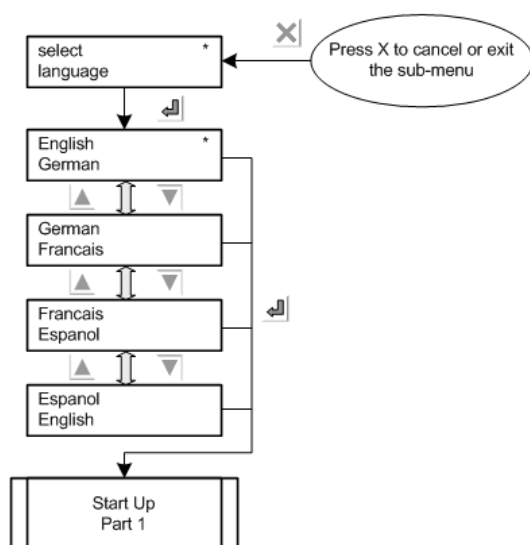 select *
language
Press X to cancel or exit
the sub-menu
English *
German
German
Francais
Francais
Espanol
Espanol
English
Start Up
Part 1